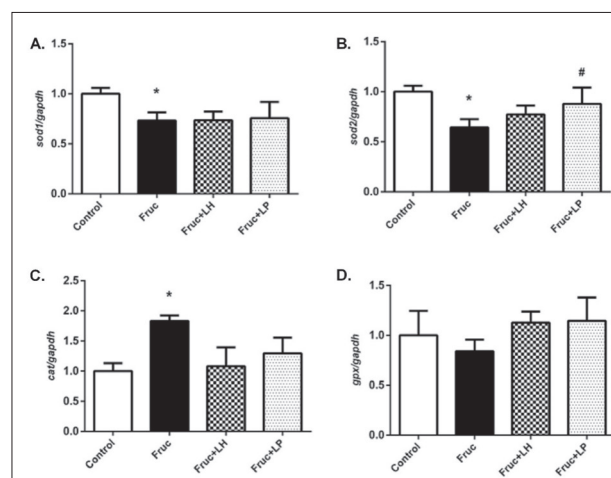 A.
1.5
1.0
0.5
0.0
sod1/gapdh
*
Control
Fruc
Fruc+LH
Fruc+LP
B.
1.5
1.0
0.5
0.0
sod2/gapdh
*
#
Control
Fruc
Fruc+LH
Fruc+LP
C.
2.5
2.0
1.5
1.0
0.5
0.0
cat/gapdh
*
Control
Fruc
Fruc+LH
Fruc+LP
D.
1.5
1.0
0.5
0.0
gpx/gapdh
Control
Fruc
Fruc+LH
Fruc+LP